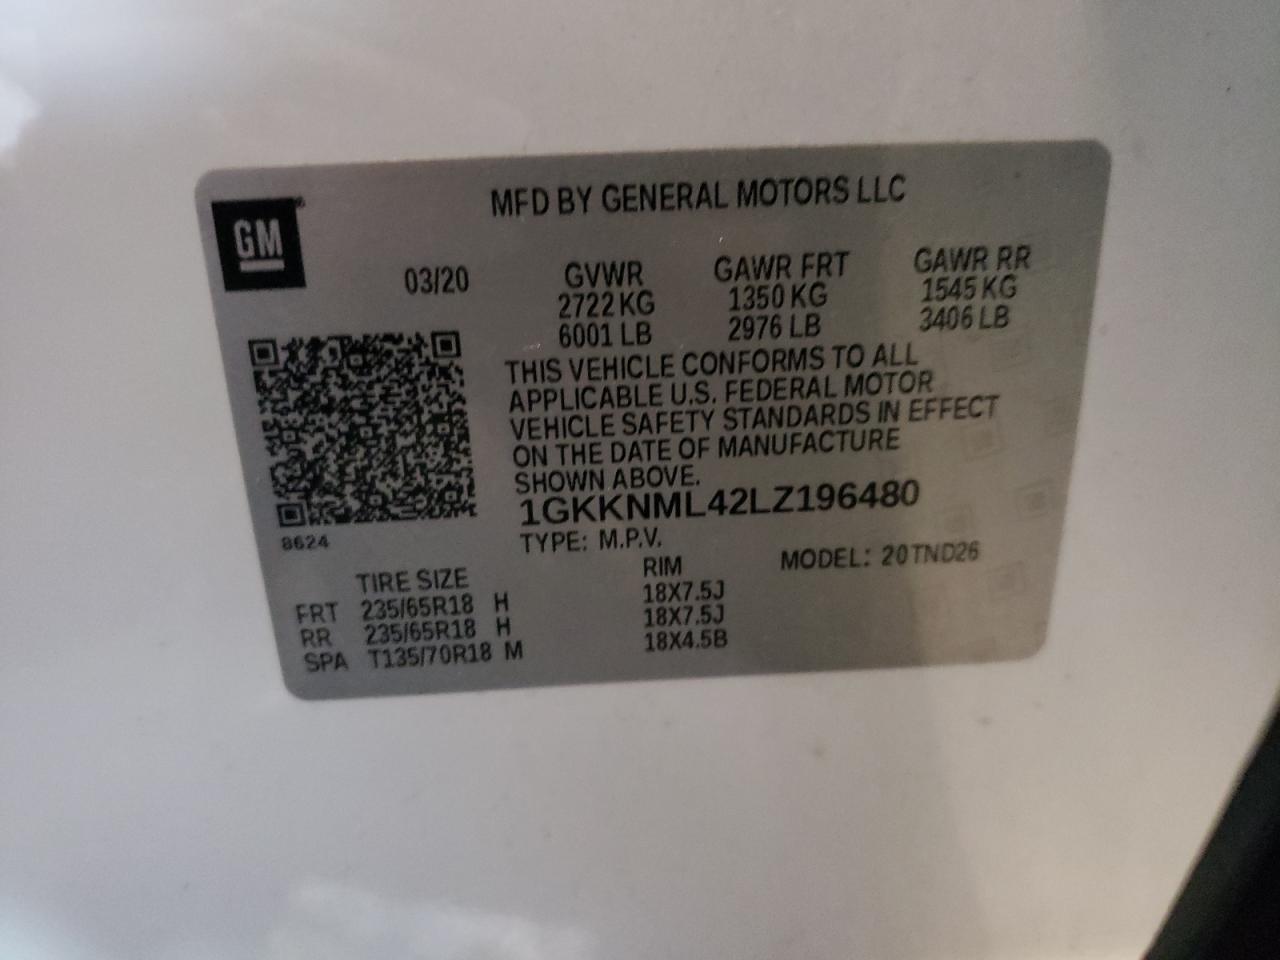 MFD BY GENERAL MOTORS LLC
GM
03/20 GVWR GAWR FRT GAWR RR
2722 KG 1350 KG 1545 KG
6001 LB 2976 LB 3406 LB
THIS VEHICLE CONFORMS TO ALL
APPLICABLE U.S. FEDERAL MOTOR
VEHICLE SAFETY STANDARDS IN EFFECT
ON THE DATE OF MANUFACTURE
SHOWN ABOVE.
1GKKNML42LZ196480
8624 TYPE: M.P.V. MODEL: 20TND26
TIRE SIZE RIM
FRT 235/65R18 H 18X7.5J
RR 235/65R18 H 18X7.5J
SPA T135/70R18 M 18X4.5B